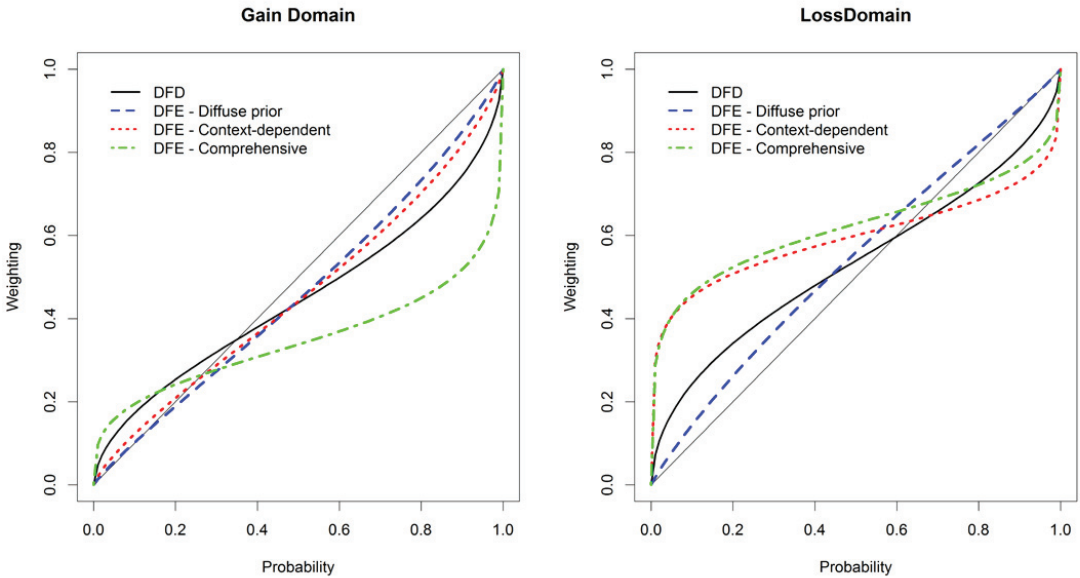 Gain Domain
Weighting
1.0
0.8
0.6
0.4
0.2
0.0
DFD
DFE - Diffuse prior
DFE - Context-dependent
DFE - Comprehensive
0.0 0.2 0.4 0.6 0.8 1.0
Probability
LossDomain
Weighting
1.0
0.8
0.6
0.4
0.2
0.0
DFD
DFE - Diffuse prior
DFE - Context-dependent
DFE - Comprehensive
0.0 0.2 0.4 0.6 0.8 1.0
Probability